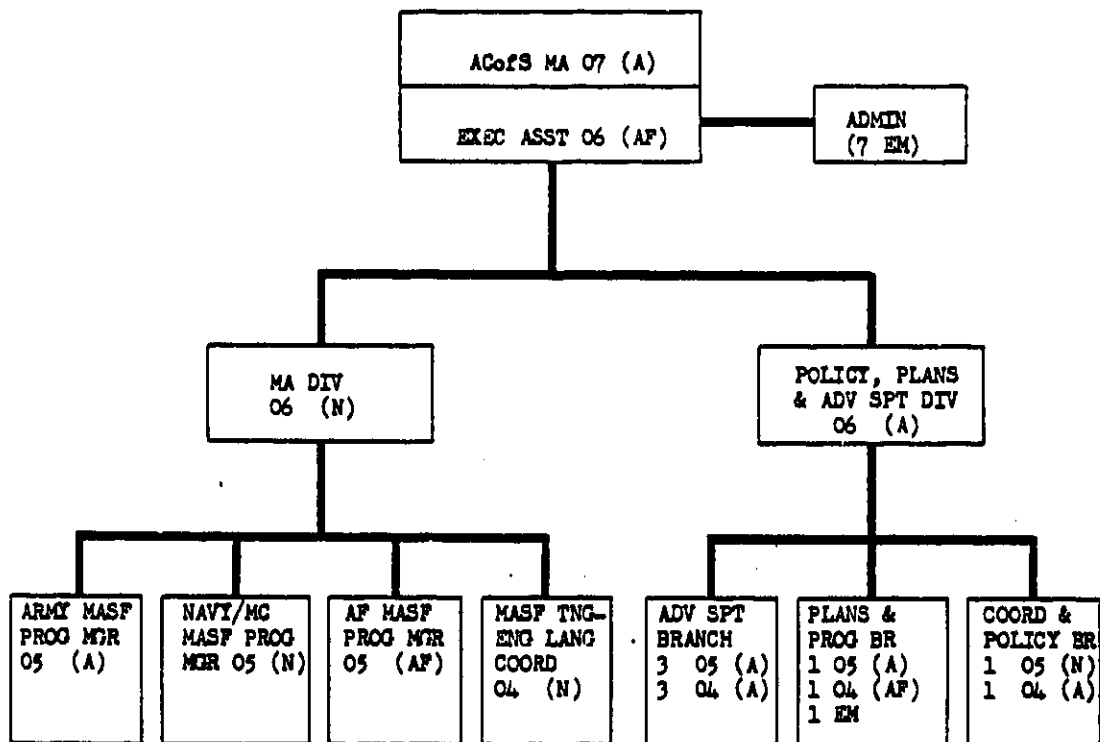 ACofS MA 07 (A)
EXEC ASST 06 (AF)
ADMIN
(7 EM)
MA DIV
06 (N)
POLICY, PLANS
& ADV SPT DIV
06 (A)
ARMY MASF
PROG MGR
05 (A)
NAVY/MC
MASF PROG
MGR 05 (N)
AF MASF
PROG MGR
05 (AF)
MASF TNG-
ENG LANG
COORD
04 (N)
ADV SPT
BRANCH
3 05 (A)
3 04 (A)
PLANS &
PROG BR
1 05 (A)
1 04 (AF)
1 EM
COORD &
POLICY BR
1 05 (N)
1 04 (A)